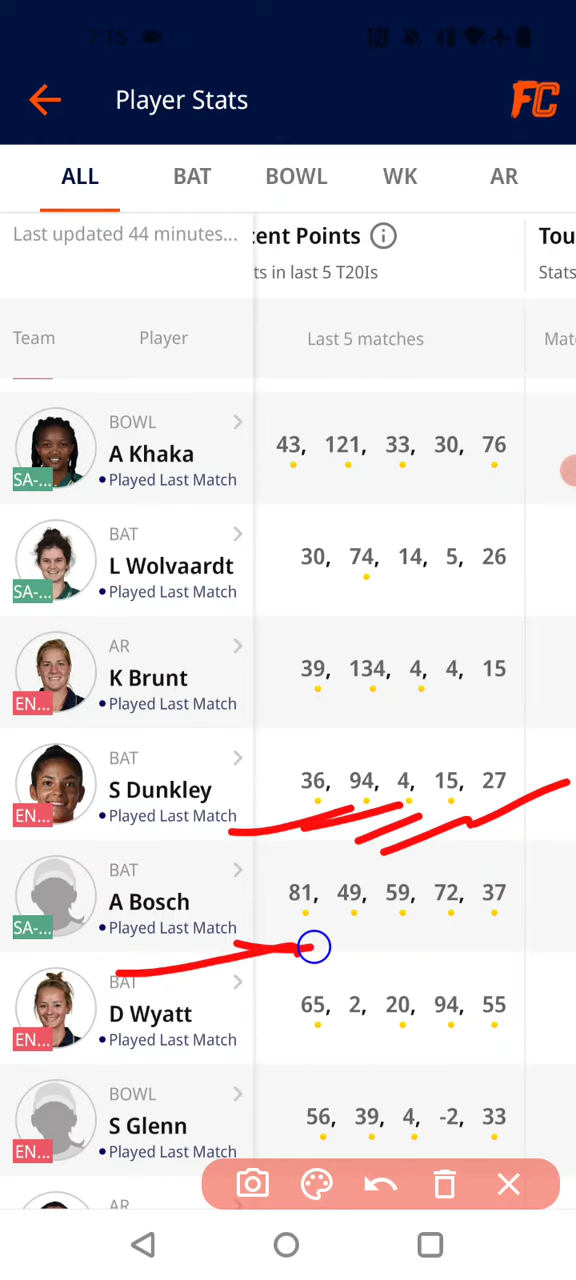 7:15
Player Stats
FC
ALL BAT BOWL WK AR
Last updated 44 minutes...
cent Points
Tou
ts in last 5 T20Is
Stats
Team Player Last 5 matches Mat
BOWL
A Khaka 43, 121, 33, 30, 76
SA-... Played Last Match
BAT
L Wolvaardt 30, 74, 14, 5, 26
SA-... Played Last Match
AR
K Brunt 39, 134, 4, 4, 15
EN... Played Last Match
BAT
S Dunkley 36, 94, 4, 15, 27
EN... Played Last Match
BAT
A Bosch 81, 49, 59, 72, 37
SA-... Played Last Match
BAT
D Wyatt 65, 2, 20, 94, 55
EN... Played Last Match
BOWL
S Glenn 56, 39, 4, -2, 33
EN... Played Last Match
AR